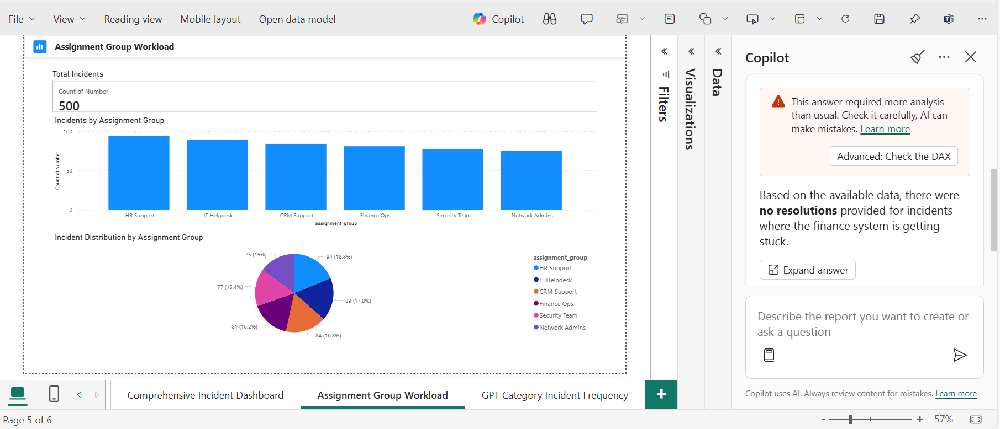 File View Reading view Mobile layout Open data model Copilot
Assignment Group Workload
Total Incidents
Count of Number
500
Incidents by Assignment Group
100
50
0
Count of Number
HR Support IT Helpdesk CRM Support Finance Ops Security Team Network Admins
assignment_group
Incident Distribution by Assignment Group
75 (15%)
94 (18.8%)
77 (15.4%)
89 (17.8%)
81 (16.2%)
84 (16.8%)
assignment_group
HR Support
IT Helpdesk
CRM Support
Finance Ops
Security Team
Network Admins
Filters
Visualizations
Data
Copilot
This answer required more analysis
than usual. Check it carefully, AI can
make mistakes. Learn more
Advanced: Check the DAX
Based on the available data, there were
no resolutions provided for incidents
where the finance system is getting
stuck.
Expand answer
Describe the report you want to create or
ask a question
Copilot uses AI. Always review content for mistakes. Learn more
Comprehensive Incident Dashboard Assignment Group Workload GPT Category Incident Frequency +
Page 5 of 6
- + 57%